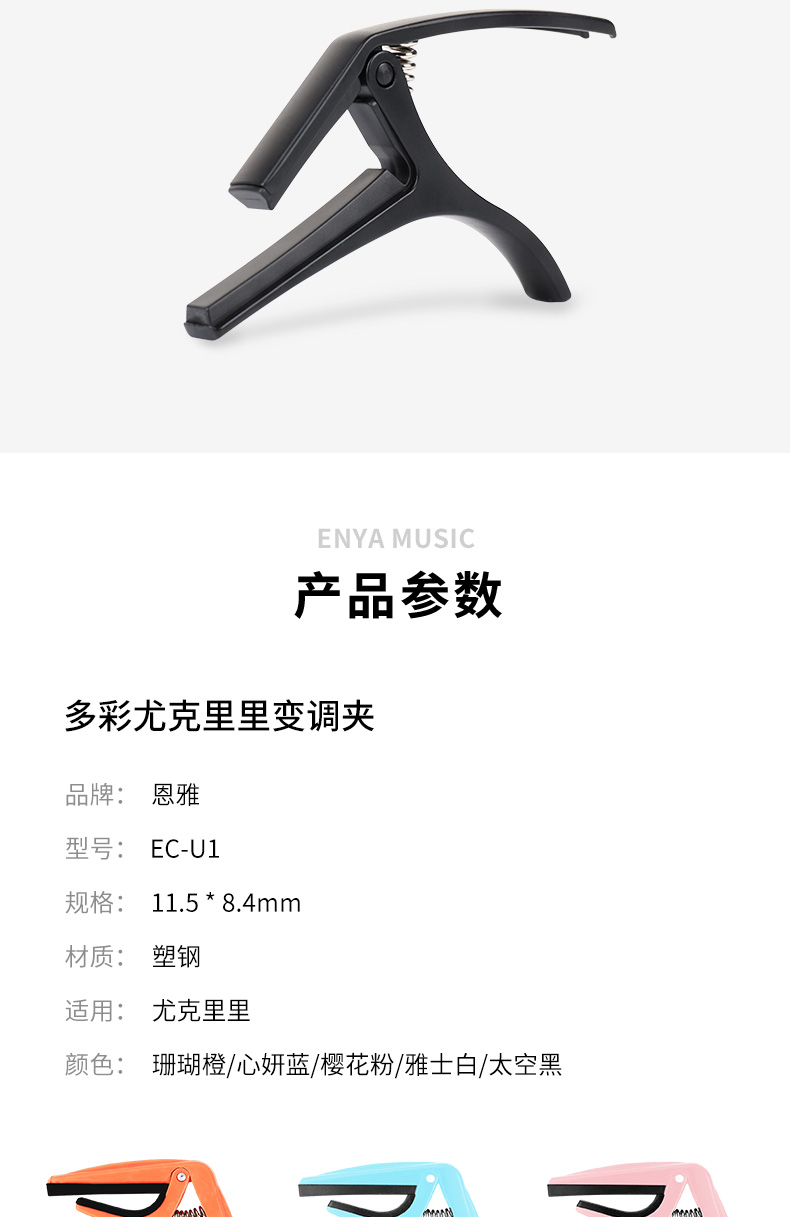 ENYA MUSIC
产品参数
多彩尤克里里变调夹
品牌： 恩雅
型号： EC-U1
规格： 11.5 * 8.4mm
材质： 塑钢
适用： 尤克里里
颜色： 珊瑚橙/心妍蓝/樱花粉/雅士白/太空黑